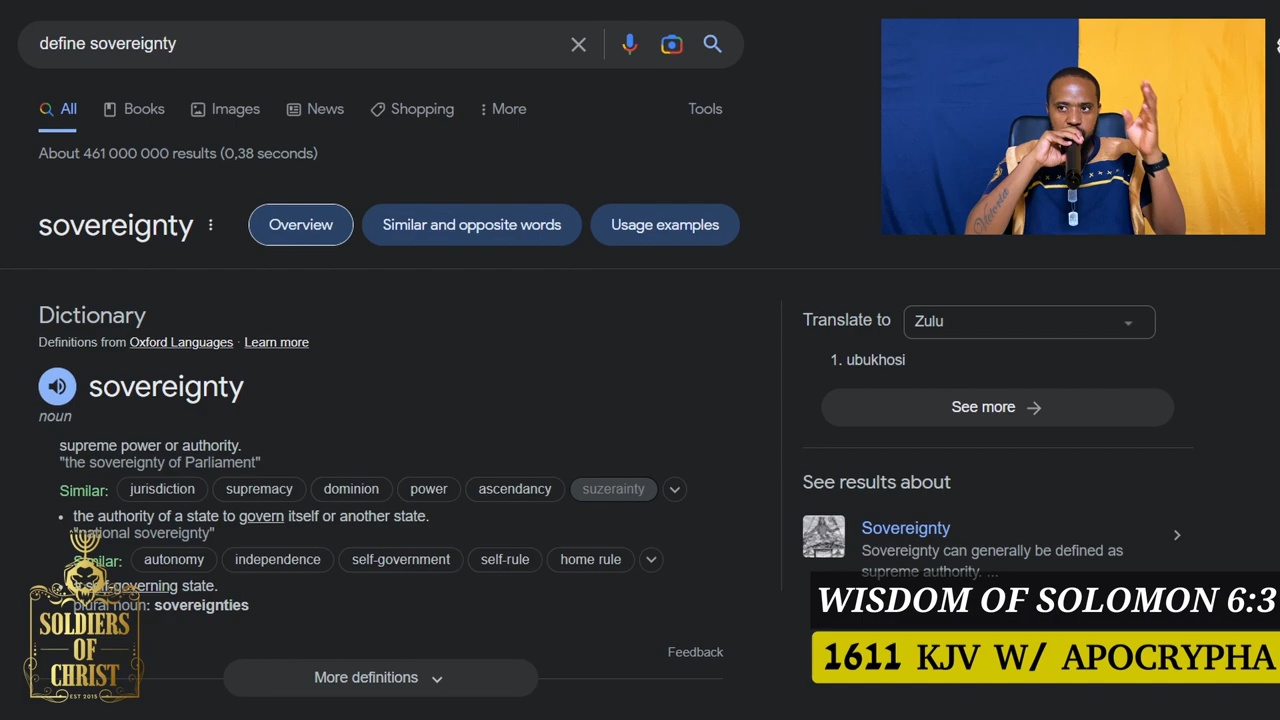 define sovereignty
All Books Images News Shopping More Tools
About 461 000 000 results (0,38 seconds)
sovereignty Overview Similar and opposite words Usage examples
Dictionary
Definitions from Oxford Languages · Learn more
sovereignty
noun
supreme power or authority.
"the sovereignty of Parliament"
Similar: jurisdiction supremacy dominion power ascendancy suzerainty
• the authority of a state to govern itself or another state.
"national sovereignty"
Similar: autonomy independence self-government self-rule home rule
self-governing state.
plural noun: sovereignties
Feedback
More definitions
Translate to Zulu
1. ubukhosi
See more
See results about
Sovereignty
Sovereignty can generally be defined as
supreme authority. ...
Victoria
SOLDIERS
OF
CHRIST
EST 2015
WISDOM OF SOLOMON 6:3
1611 KJV W/ APOCRYPHA